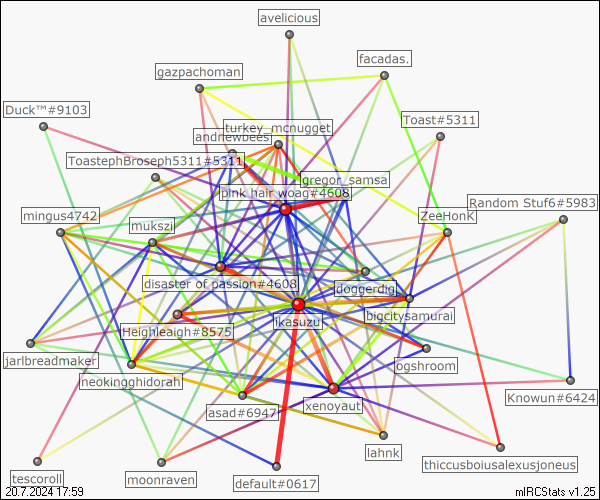 avelicious
facadas.
gazpachoman
Duck™#9103
Toast#5311
turkey_mcnugget
andrewbees
ToastephBroseph5311#5311
gregor_samsa
pink hair woag#4608
Random Stuf6#5983
mingus4742
ZeeHonK
mukszi
disaster of passion#4608
doggerdig
ikasuzu
bigcitysamurai
Heighleigh#8575
jarlbreadmaker
ogshroom
neokingghidorah
Knowun#6424
asad#6947
xenoyaut
lahnk
thiccusboiusalexusjoneus
tescoroll
moonraven
default#0617
20.7.2024 17:59
mIRCStats v1.25